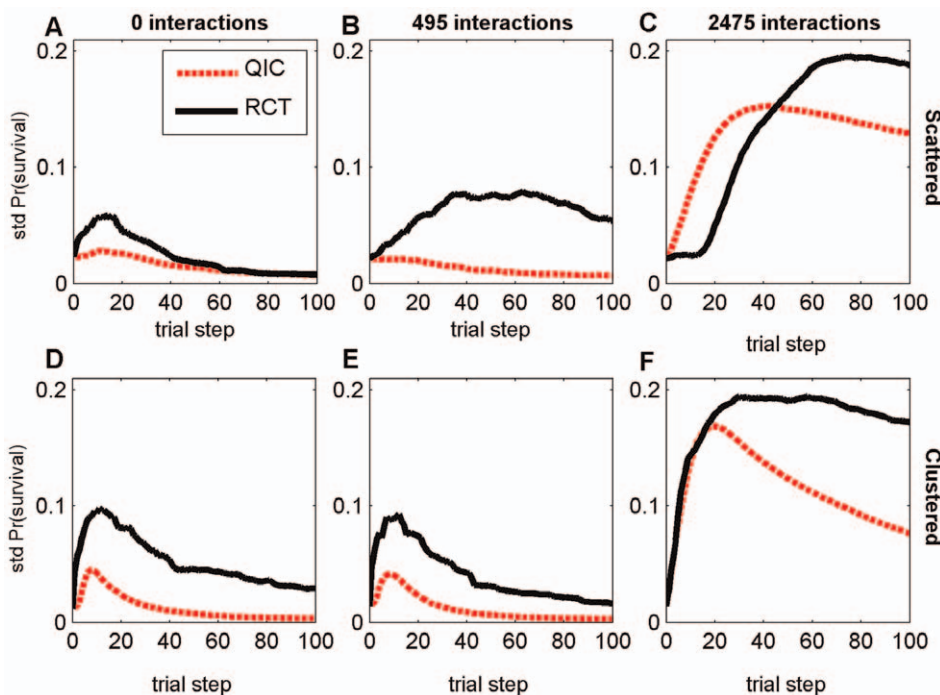 A 0 interactions B 495 interactions C 2475 interactions
0.2 0.2 0.2
QIC
RCT
std Pr(survival)
0.1 0.1 0.1
Scattered
0 0 0
0 20 40 60 80 100 0 20 40 60 80 100 0 20 40 60 80 100
trial step trial step trial step
D E F
0.2 0.2 0.2
std Pr(survival)
0.1 0.1 0.1
Clustered
0 0 0
0 20 40 60 80 100 0 20 40 60 80 100 0 20 40 60 80 100
trial step trial step trial step